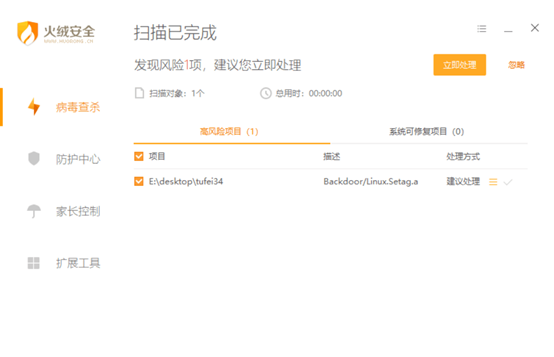 火绒安全
WWW.HUORONG.CN
扫描已完成
发现风险1项，建议您立即处理
立即处理
忽略
扫描对象：1个
总用时：00:00:00
病毒查杀
防护中心
家长控制
扩展工具
高风险项目（1）
系统可修复项目（0）
项目
描述
处理方式
E:\desktop\tufei34
Backdoor/Linux.Setag.a
建议处理